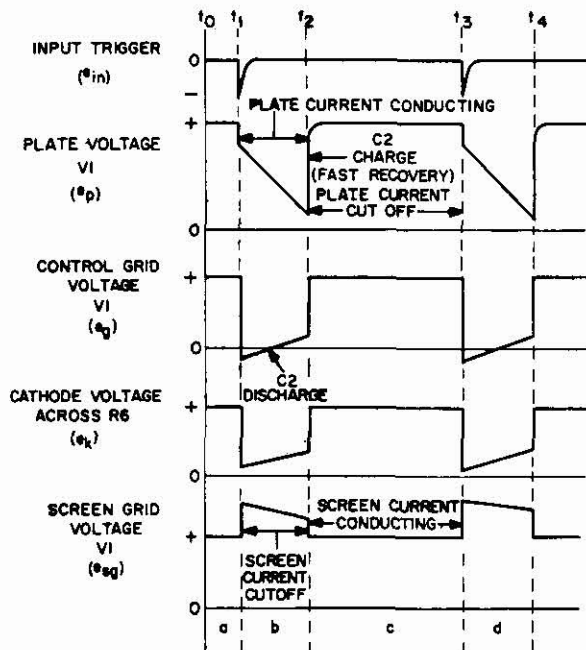 t0 t1 t2 t3 t4
INPUT TRIGGER
(ein)
0
–
PLATE CURRENT CONDUCTING
+
PLATE VOLTAGE
V1
(ep)
C2
CHARGE
(FAST RECOVERY)
PLATE CURRENT
CUT OFF
0
CONTROL GRID
VOLTAGE
V1
(eg)
+
0
C2
DISCHARGE
CATHODE VOLTAGE
ACROSS R6
(ek)
+
0
SCREEN GRID
VOLTAGE
V1
(esg)
+
SCREEN CURRENT
CONDUCTING
SCREEN
CURRENT
CUTOFF
0
a b c d